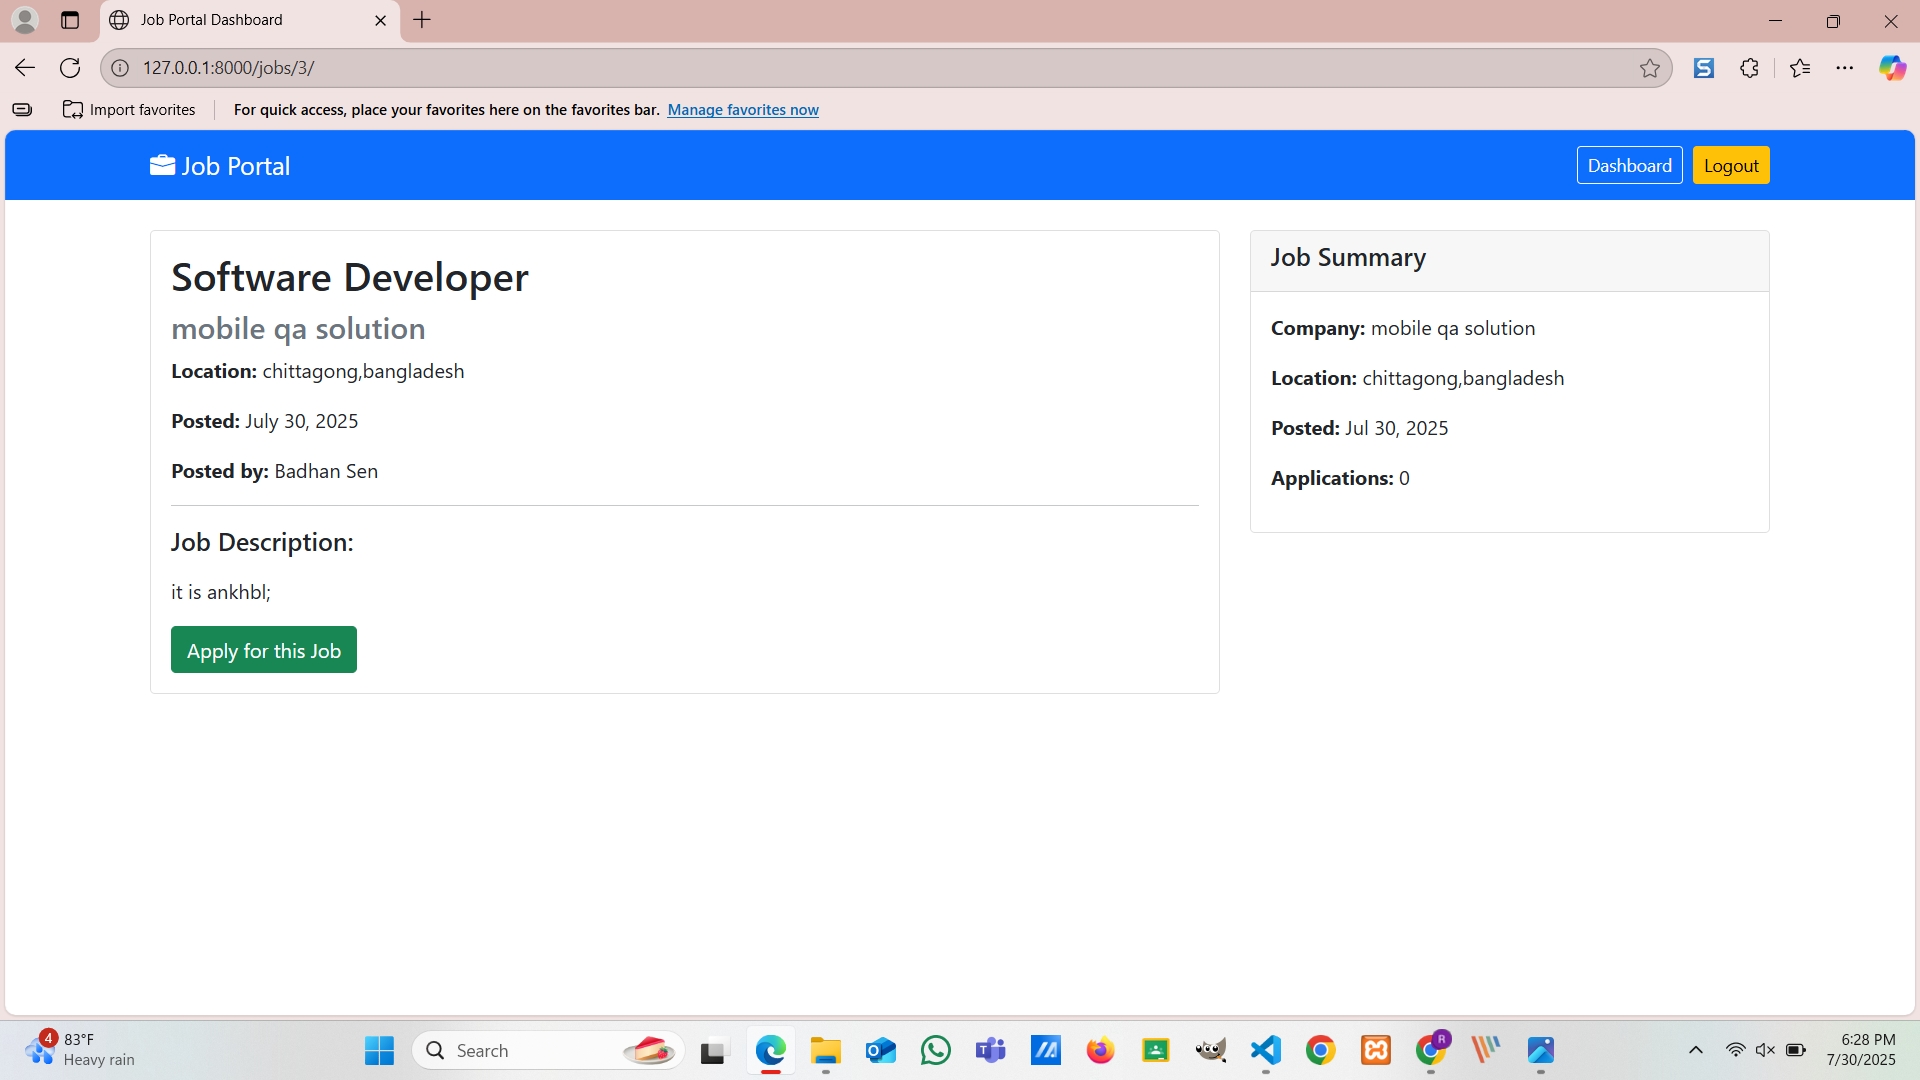 Job Portal Dashboard
127.0.0.1:8000/jobs/3/
Import favorites
For quick access, place your favorites here on the favorites bar. Manage favorites now
Job Portal
Dashboard
Logout
Software Developer
mobile qa solution
Location: chittagong,bangladesh
Posted: July 30, 2025
Posted by: Badhan Sen
Job Description:
it is ankhbl;
Apply for this Job
Job Summary
Company: mobile qa solution
Location: chittagong,bangladesh
Posted: Jul 30, 2025
Applications: 0
4
83°F
Heavy rain
Search
R
6:28 PM
7/30/2025